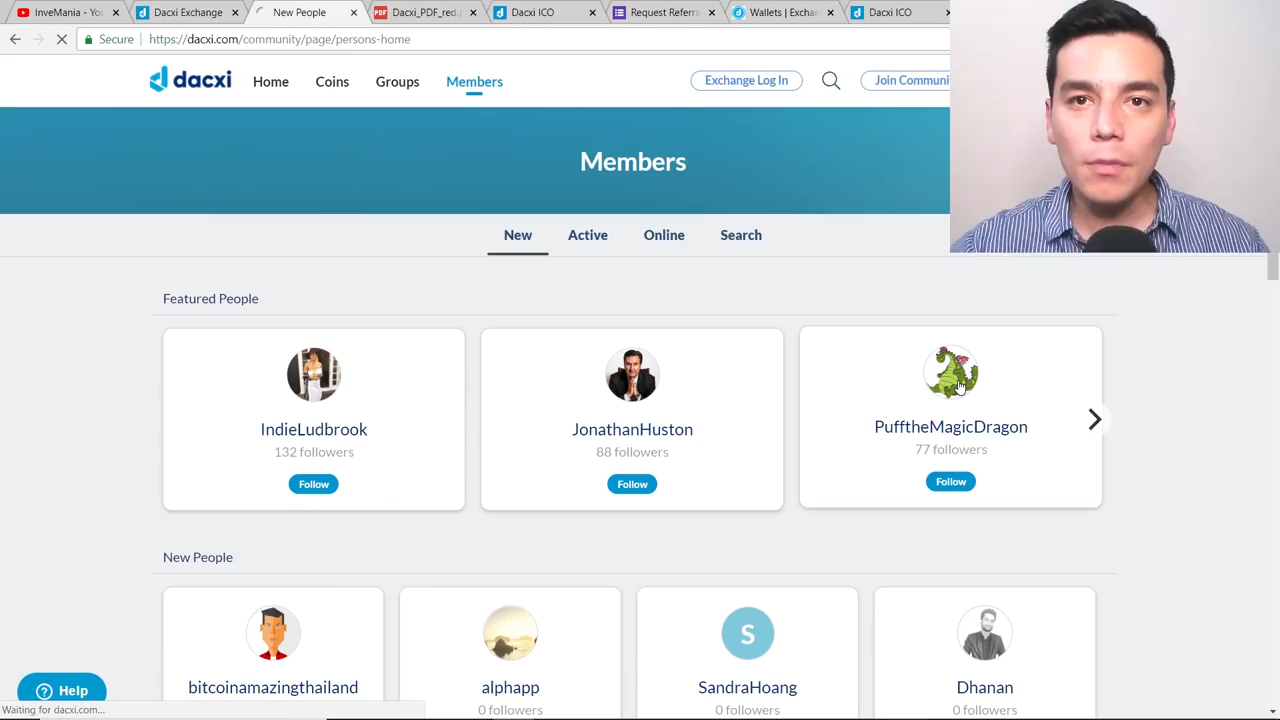 InveMania - You
Dacxi Exchange
New People
Dacxi_PDF_red
Dacxi ICO
Request Referra
Wallets | Exchan
Dacxi ICO
Secure
https://dacxi.com/community/page/persons-home
dacxi
Home
Coins
Groups
Members
Exchange Log In
Join Communi
Members
New
Active
Online
Search
Featured People
IndieLudbrook
132 followers
Follow
JonathanHuston
88 followers
Follow
PufftheMagicDragon
77 followers
Follow
New People
bitcoinamazingthailand
alphapp
0 followers
S
SandraHoang
0 followers
Dhanan
0 followers
Help
Waiting for dacxi.com...